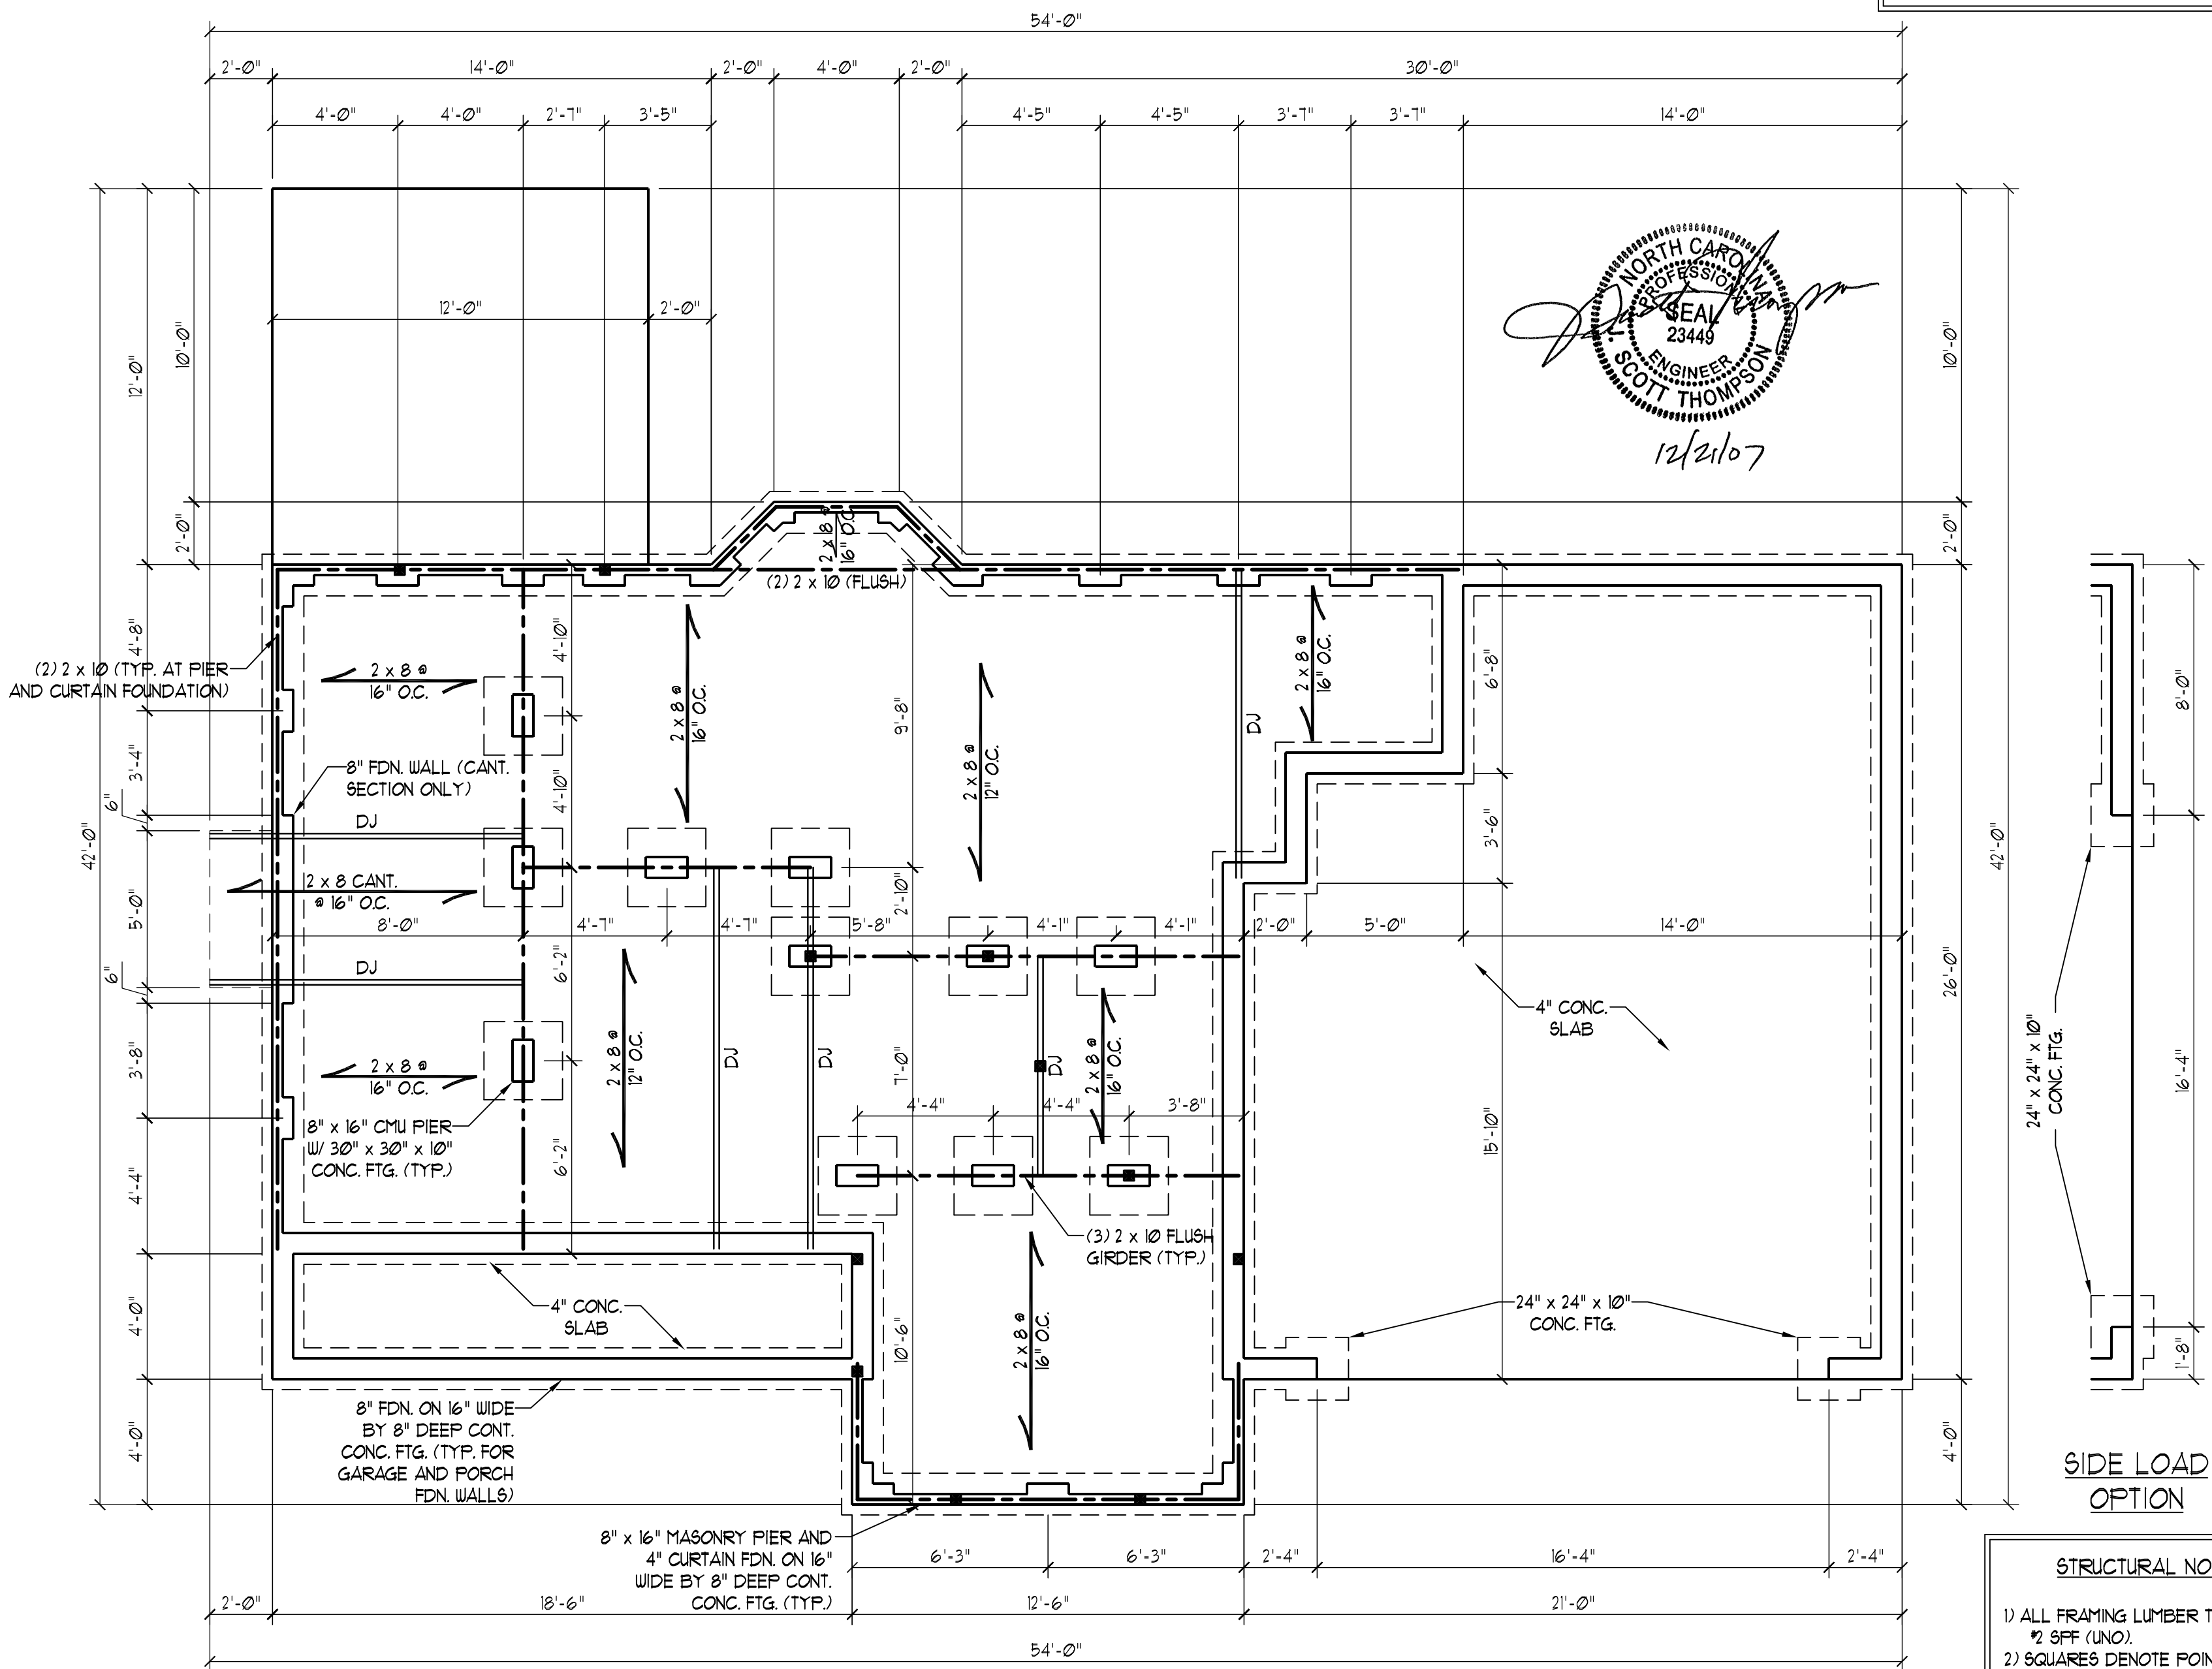 54'-0"
2'-0"
14'-0"
2'-0"
4'-0"
2'-0"
30'-0"
4'-0"
4'-0"
2'-7"
3'-5"
4'-5"
4'-5"
3'-7"
3'-7"
14'-0"
12'-0"
2'-0"
10'-0"
12'-0"
2'-0"
42'-0"
NORTH CAROLINA
PROFESSIONAL
SEAL
23449
ENGINEER
J. SCOTT THOMPSON
12/21/07
10'-0"
2'-0"
42'-0"
26'-0"
4'-0"
2 x 8 @
16" O.C.
(2) 2 x 10 (FLUSH)
(2) 2 x 10 (TYP. AT PIER
AND CURTAIN FOUNDATION)
4'-8"
3'-4"
6"
5'-0"
6"
3'-8"
4'-4"
4'-0"
4'-0"
2 x 8 @
16" O.C.
4'-10"
4'-10"
6'-2"
6'-2"
2 x 8 @
16" O.C.
9'-8"
2'-10"
7'-0"
10'-6"
2 x 8 @
12" O.C.
DJ
2 x 8 @
16" O.C.
6'-8"
3'-6"
15'-10"
8" FDN. WALL (CANT.
SECTION ONLY)
DJ
2 x 8 CANT.
@ 16" O.C.
8'-0"
4'-7"
4'-7"
5'-8"
4'-1"
4'-1"
2'-0"
5'-0"
14'-0"
DJ
2 x 8 @
16" O.C.
2 x 8 @
12" O.C.
DJ
DJ
DJ
2 x 8 @
16" O.C.
4" CONC.
SLAB
8" x 16" CMU PIER
W/ 30" x 30" x 10"
CONC. FTG. (TYP.)
4'-4"
4'-4"
3'-8"
(3) 2 x 10 FLUSH
GIRDER (TYP.)
4" CONC.
SLAB
2 x 8 @
16" O.C.
24" x 24" x 10"
CONC. FTG.
8" FDN. ON 16" WIDE
BY 8" DEEP CONT.
CONC. FTG. (TYP. FOR
GARAGE AND PORCH
FDN. WALLS)
8" x 16" MASONRY PIER AND
4" CURTAIN FDN. ON 16"
WIDE BY 8" DEEP CONT.
CONC. FTG. (TYP.)
6'-3"
6'-3"
2'-4"
16'-4"
2'-4"
2'-0"
18'-6"
12'-6"
21'-0"
54'-0"
24" x 24" x 10"
CONC. FTG.
8'-0"
16'-4"
1'-8"
SIDE LOAD
OPTION
STRUCTURAL NO
1) ALL FRAMING LUMBER T
#2 SPF (UNO).
2) SQUARES DENOTE POIN